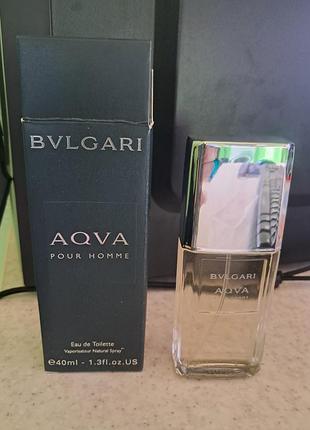 BVLGARI
AQVA
POUR HOMME
Eau de Toilette
Vaporisateur Natural Spray
e40ml - 1.3fl.oz.US
BVLGARI
AQVA